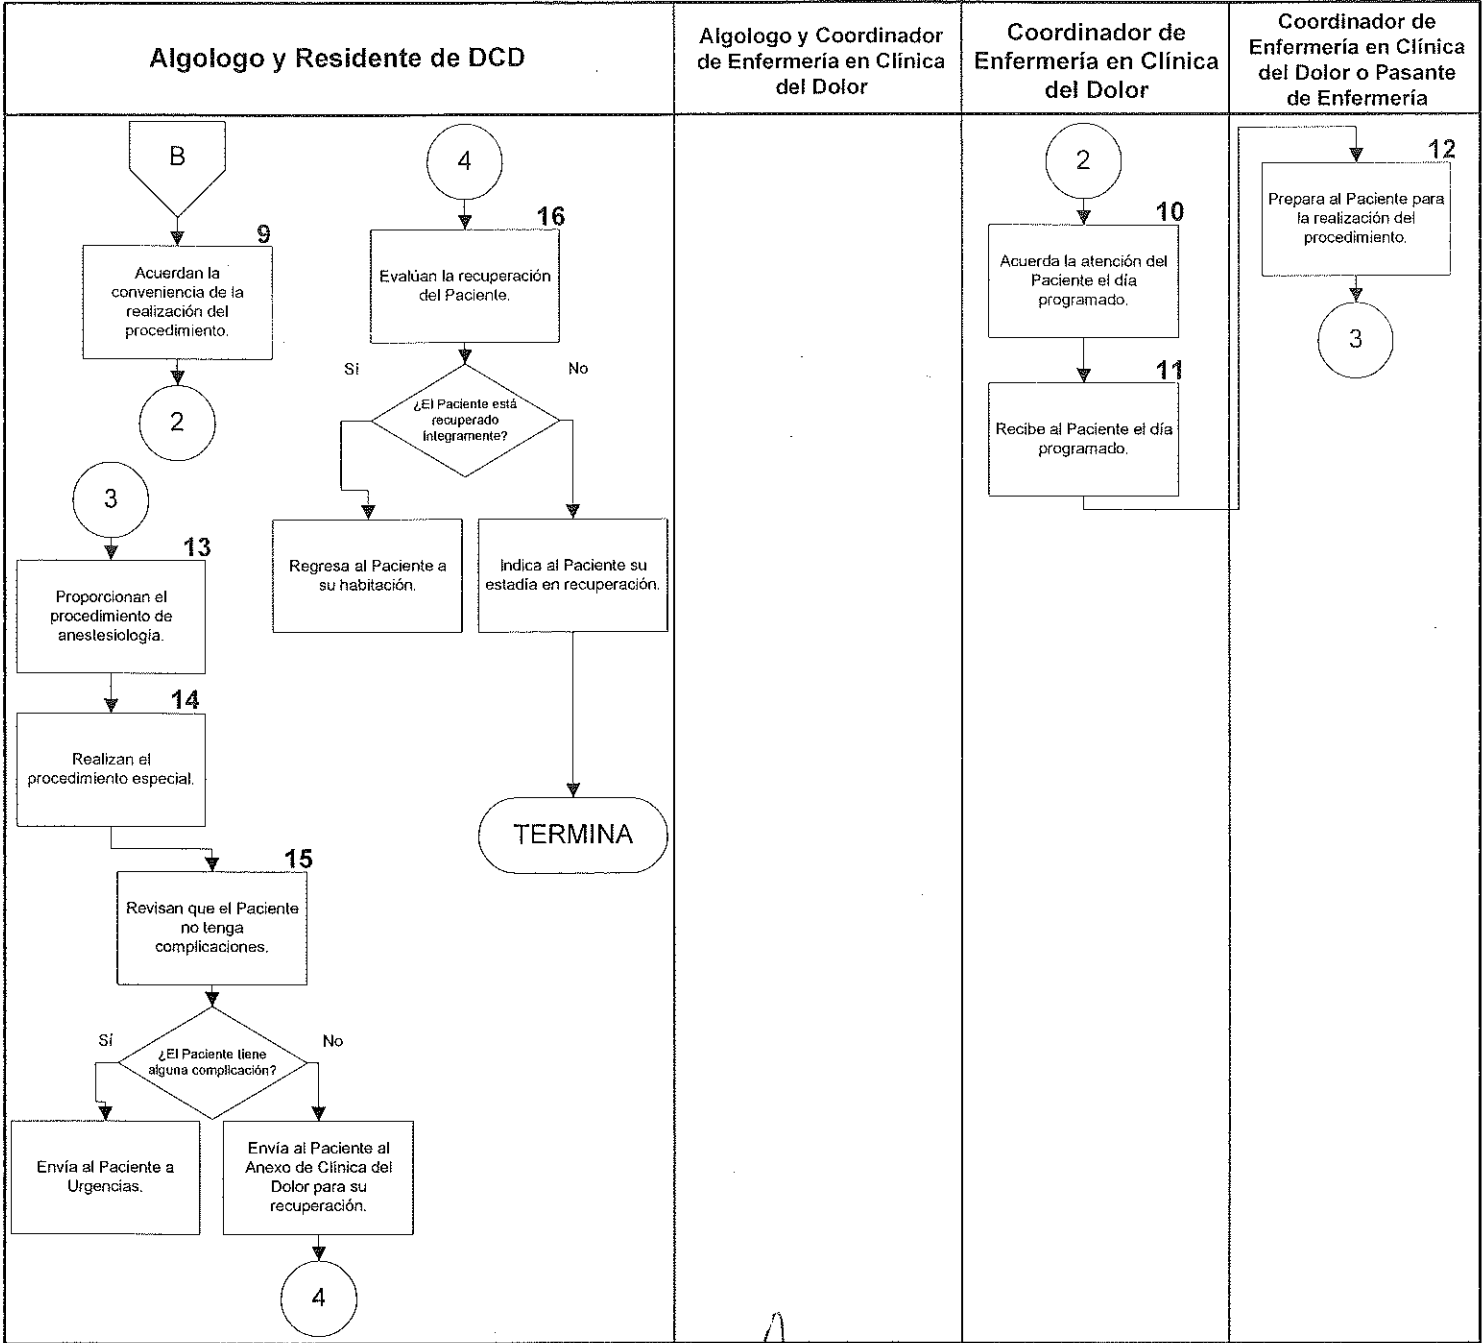 Algologo y Residente de DCD
Algologo y Coordinador
de Enfermería en Clínica
del Dolor
Coordinador de
Enfermería en Clínica
del Dolor
Coordinador de
Enfermería en Clínica
del Dolor o Pasante
de Enfermería
B
9
Acuerdan la
conveniencia de la
realización del
procedimiento.
2
3
13
Proporcionan el
procedimiento de
anestesiología.
14
Realizan el
procedimiento especial.
15
Revisan que el Paciente
no tenga
complicaciones.
Sí
No
¿El Paciente tiene
alguna complicación?
Envía al Paciente a
Urgencias.
Envía al Paciente al
Anexo de Clínica del
Dolor para su
recuperación.
4
4
16
Evalúan la recuperación
del Paciente.
Sí
No
¿El Paciente está
recuperado
íntegramente?
Regresa al Paciente a
su habitación.
Indica al Paciente su
estadía en recuperación.
TERMINA
2
10
Acuerda la atención del
Paciente el día
programado.
11
Recibe al Paciente el día
programado.
12
Prepara al Paciente para
la realización del
procedimiento.
3